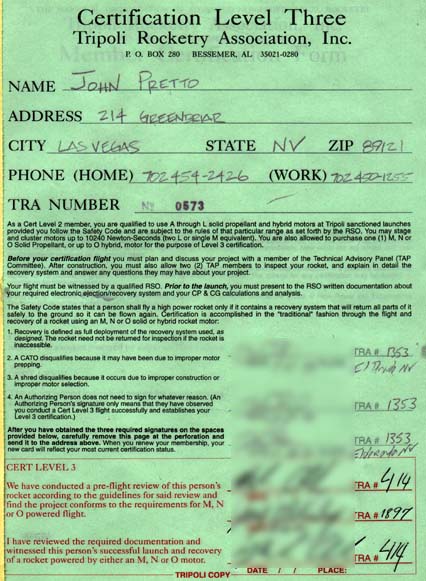 Certification Level Three
Tripoli Rocketry Association, Inc.
P. O. BOX 280 BESSEMER, AL 35021-0280
NAME JOHN PRETTO
ADDRESS 214 GREENBRIAR
CITY LAS VEGAS STATE NV ZIP 89121
PHONE (HOME) 702 454-2426 (WORK) 702 450-1255
TRA NUMBER Nº 0573
As a Cert Level 2 member, you are qualified to use A through L solid propellant and hybrid motors at Tripoli sanctioned launches
provided you follow the Safety Code and are subject to the rules of that particular range as set forth by the RSO. You may stage
and cluster motors up to 10240 Newton-Seconds (two L or single M equivalent). You are also allowed to purchase one (1) M, N or
O Solid Propellant, or up to O hybrid, motor for the purpose of Level 3 certification.
Before your certification flight you must plan and discuss your project with a member of the Technical Advisory Panel (TAP
Committee). After construction, you must also allow two (2) TAP members to inspect your rocket, and explain in detail the
recovery system and answer any questions they may have about your project.
Your flight must be witnessed by a qualified RSO. Prior to the launch, you must present to the RSO written documentation about
your required electronic ejection/recovery system and your CP & CG calculations and analysis.
The Safety Code states that a person shall fly a high power rocket only if it contains a recovery system that will return all parts of it
safely to the ground so it can be flown again. Certification is accomplished in the "traditional" fashion through the flight and
recovery of a rocket using an M, N or O solid or hybrid rocket motor:
1. Recovery is defined as full deployment of the recovery system used, as
designed. The rocket need not be returned for inspection if the rocket is
inaccessible.
TRA # 1353
2. A CATO disqualifies because it may have been due to improper motor
prepping.
3. A shred disqualifies because it occurs due to improper construction or
improper motor selection.
4. An Authorizing Person does not need to sign for whatever reason. (An
Authorizing Person's signature only means that they have observed
you conduct a Cert Level 3 flight successfully and establishes your
Level 3 certification.)
TRA # 1353
After you have obtained the three required signatures on the spaces
provided below, carefully remove this page at the perforation and
send it to the address above. When you renew your membership, your
new card will reflect your most current certification status.
TRA # 1353
Eldorado NV
CERT LEVEL 3
We have conducted a pre-flight review of this person's
rocket according to the guidelines for said review and
find the project conforms to the requirements for M, N
or O powered flight.
TRA # 414
TRA # 1897
I have reviewed the required documentation and
witnessed this person's successful launch and recovery
of a rocket powered by either an M, N or O motor.
TRA # 414
TRIPOLI COPY DATE / / PLACE: